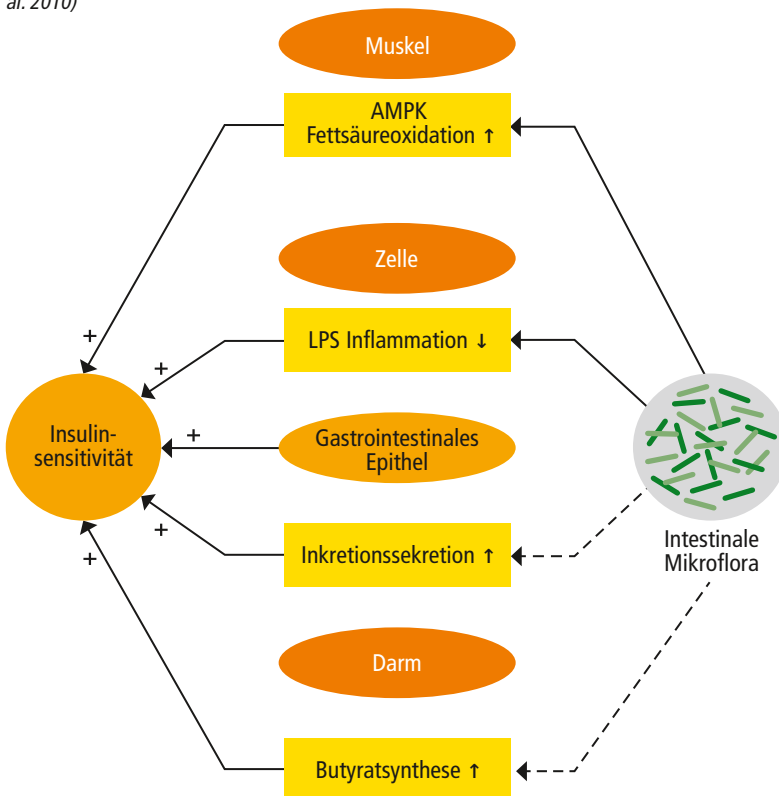 al. 2010)
Muskel
AMPK
Fettsäureoxidation ↑
Zelle
+
LPS Inflammation ↓
+
Insulin-
sensitivität
+
Gastrointestinales
Epithel
+
Inkretionssekretion ↑
+
Intestinale
Mikroflora
Darm
Butyratsynthese ↑